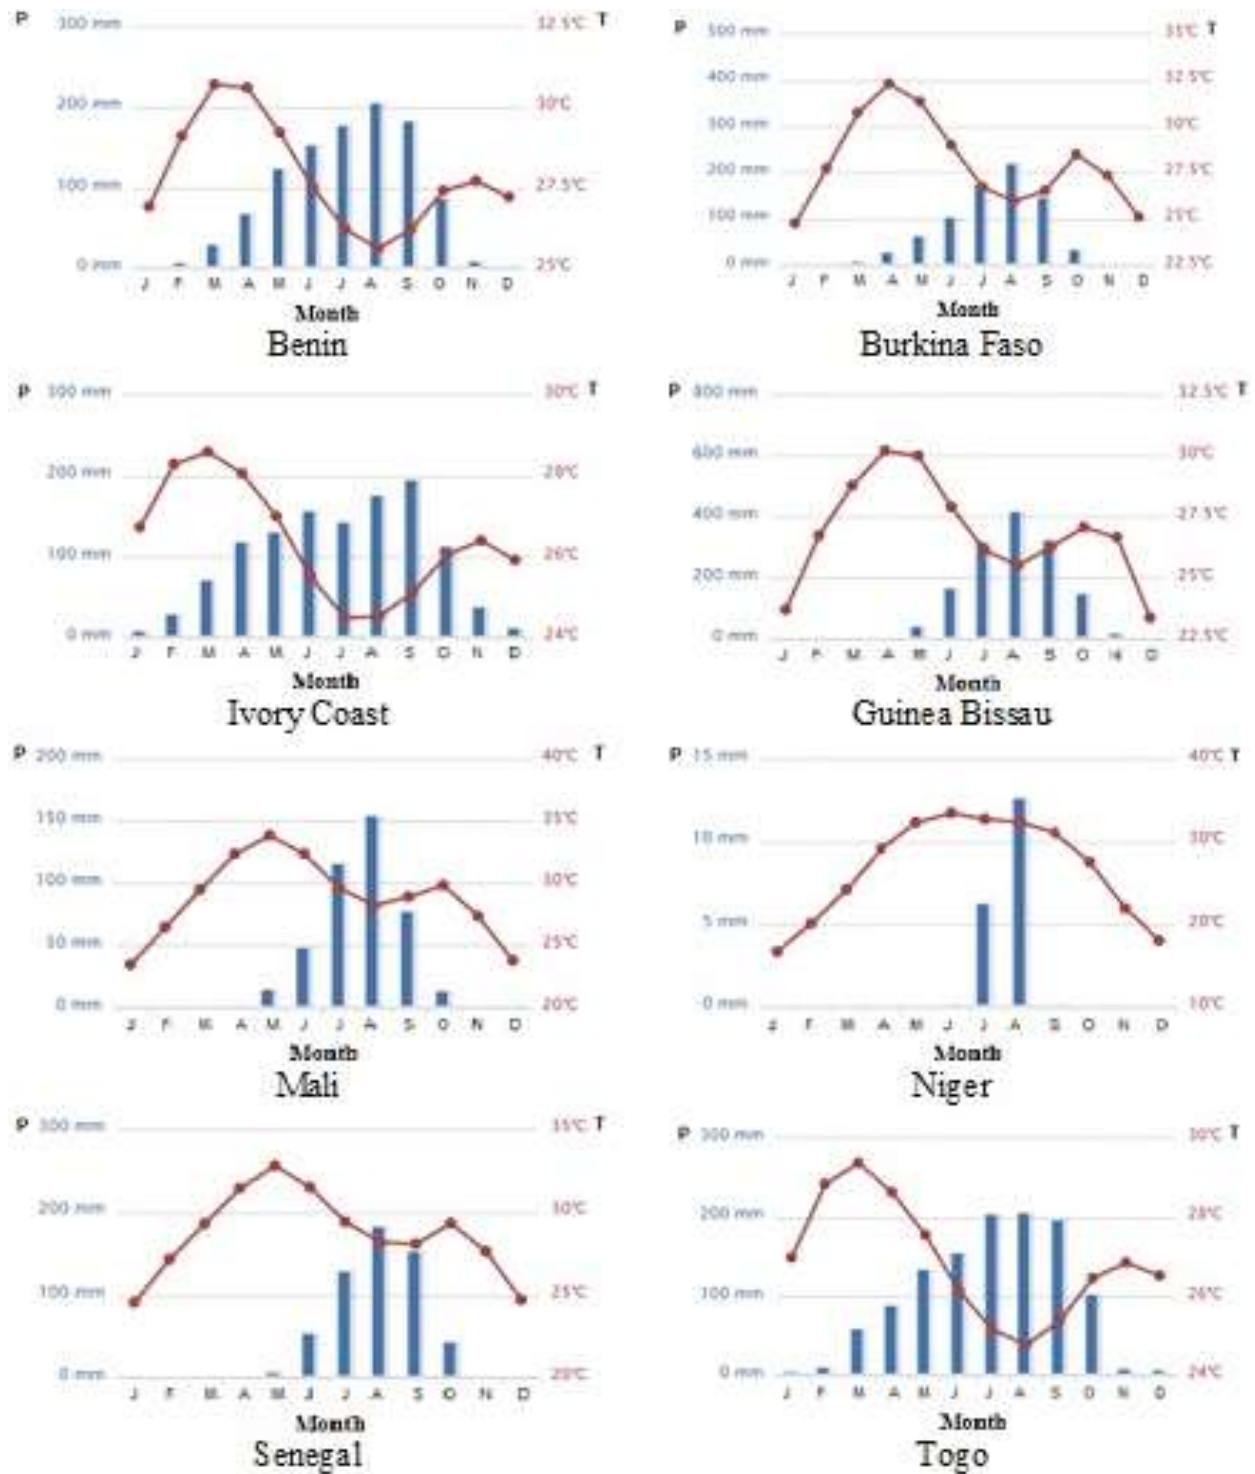 P 300 mm 32.5°C T
200 mm 30°C
100 mm 27.5°C
0 mm 25°C
J F M A M J J A S O N D
Month
Benin
P 500 mm 35°C T
400 mm 32.5°C
300 mm 30°C
200 mm 27.5°C
100 mm 25°C
0 mm 22.5°C
J F M A M J J A S O N D
Month
Burkina Faso
P 300 mm 30°C T
200 mm 28°C
100 mm 26°C
0 mm 24°C
J F M A M J J A S O N D
Month
Ivory Coast
P 800 mm 32.5°C T
600 mm 30°C
400 mm 27.5°C
200 mm 25°C
0 mm 22.5°C
J F M A M J J A S O N D
Month
Guinea Bissau
P 200 mm 40°C T
150 mm 35°C
100 mm 30°C
50 mm 25°C
0 mm 20°C
J F M A M J J A S O N D
Month
Mali
P 15 mm 40°C T
10 mm 30°C
5 mm 20°C
0 mm 10°C
J F M A M J J A S O N D
Month
Niger
P 300 mm 35°C T
200 mm 30°C
100 mm 25°C
0 mm 20°C
J F M A M J J A S O N D
Month
Senegal
P 300 mm 30°C T
200 mm 28°C
100 mm 26°C
0 mm 24°C
J F M A M J J A S O N D
Month
Togo